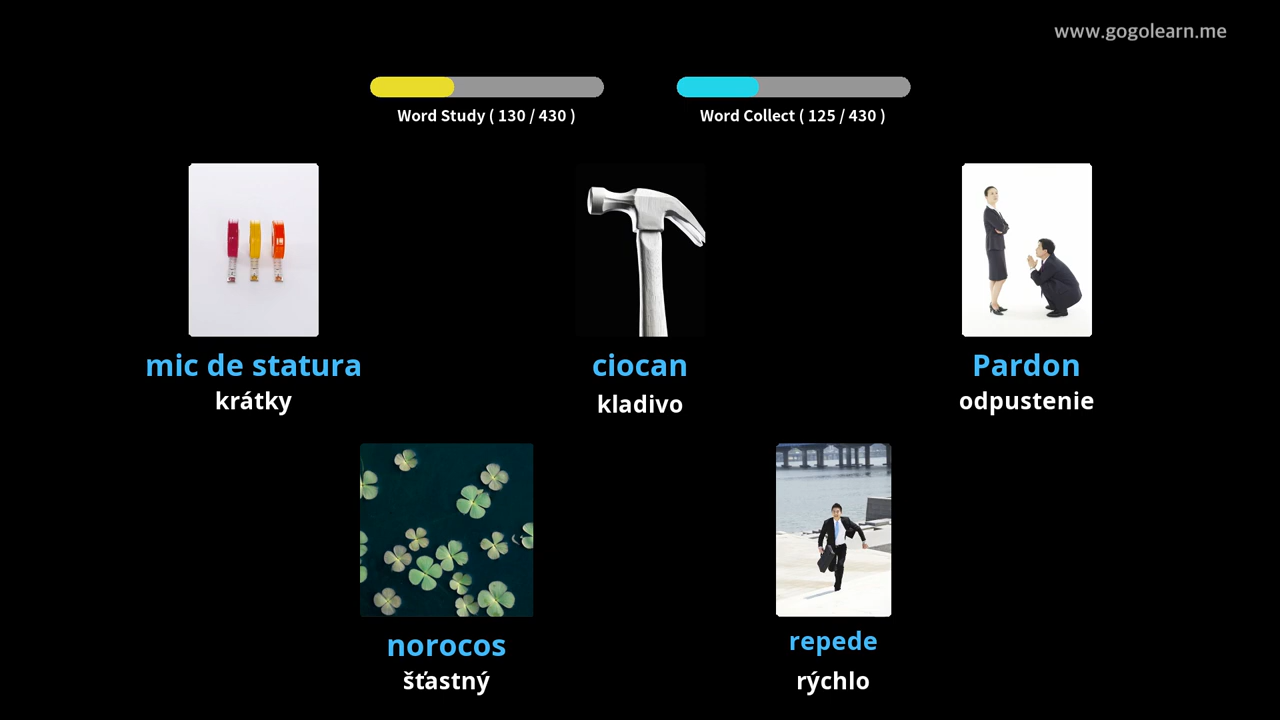 www.gogolearn.me
Word Study ( 130 / 430 )
Word Collect ( 125 / 430 )
mic de statura
krátky
ciocan
kladivo
Pardon
odpustenie
norocos
šťastný
repede
rýchlo